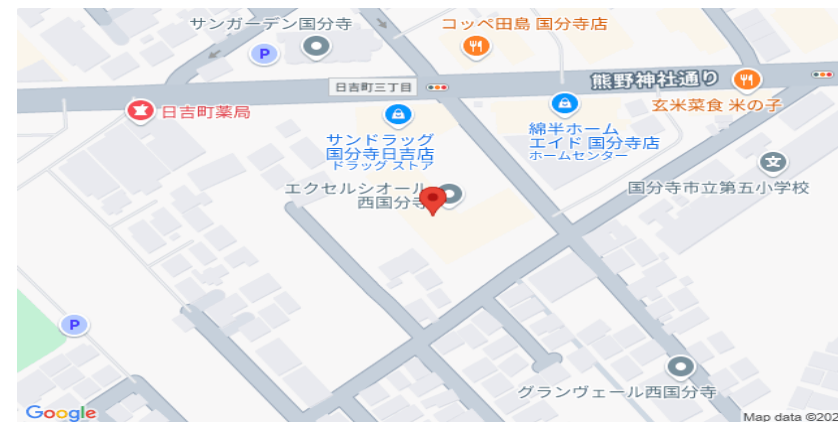 サンガーデン国分寺
コッペ田島 国分寺店
P
日吉町三丁目
熊野神社通り
日吉町薬局
サンドラッグ
国分寺日吉店
ドラッグ ストア
綿半ホーム
エイド 国分寺店
ホームセンター
玄米菜食 米の子
文
国分寺市立第五小学校
エクセルシオール
西国分寺
P
グランヴェール西国分寺
Google
Map data ©202